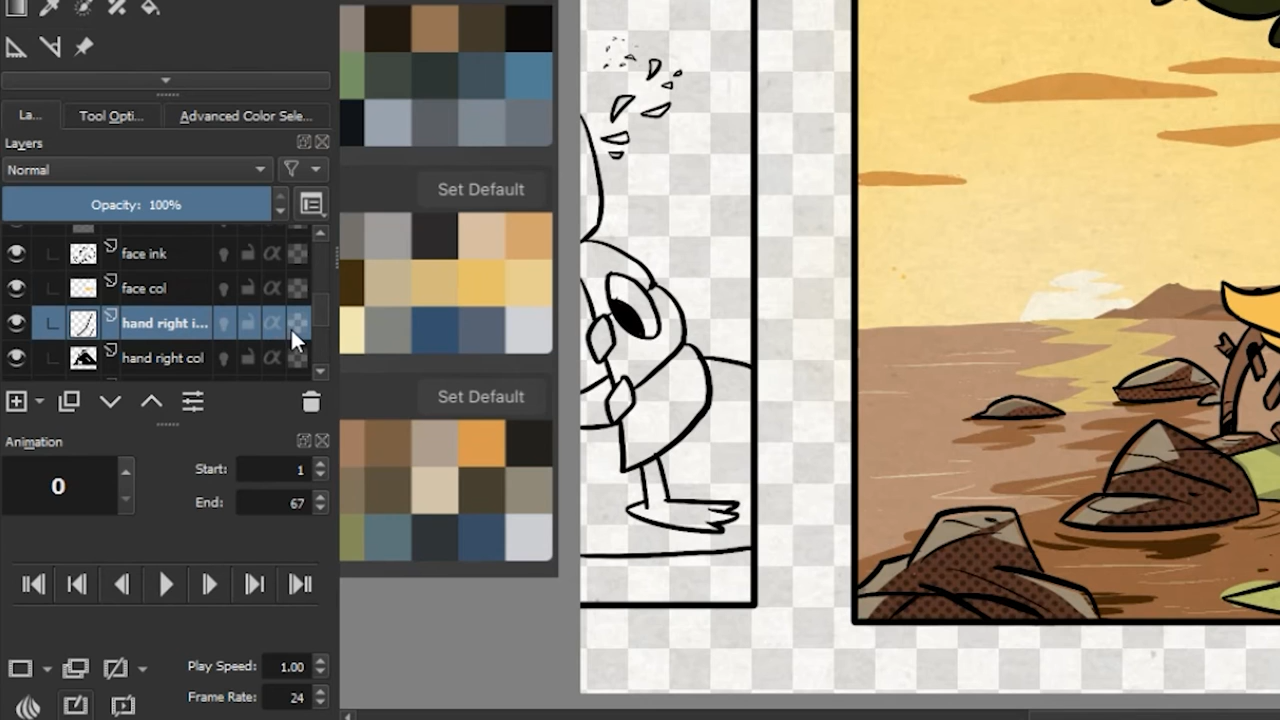 La...
Tool Opti...
Advanced Color Sele...
Layers
Normal
Opacity: 100%
face ink
face col
hand right i...
hand right col
Animation
0
Start: 1
End: 67
Play Speed: 1.00
Frame Rate: 24
Set Default
Set Default